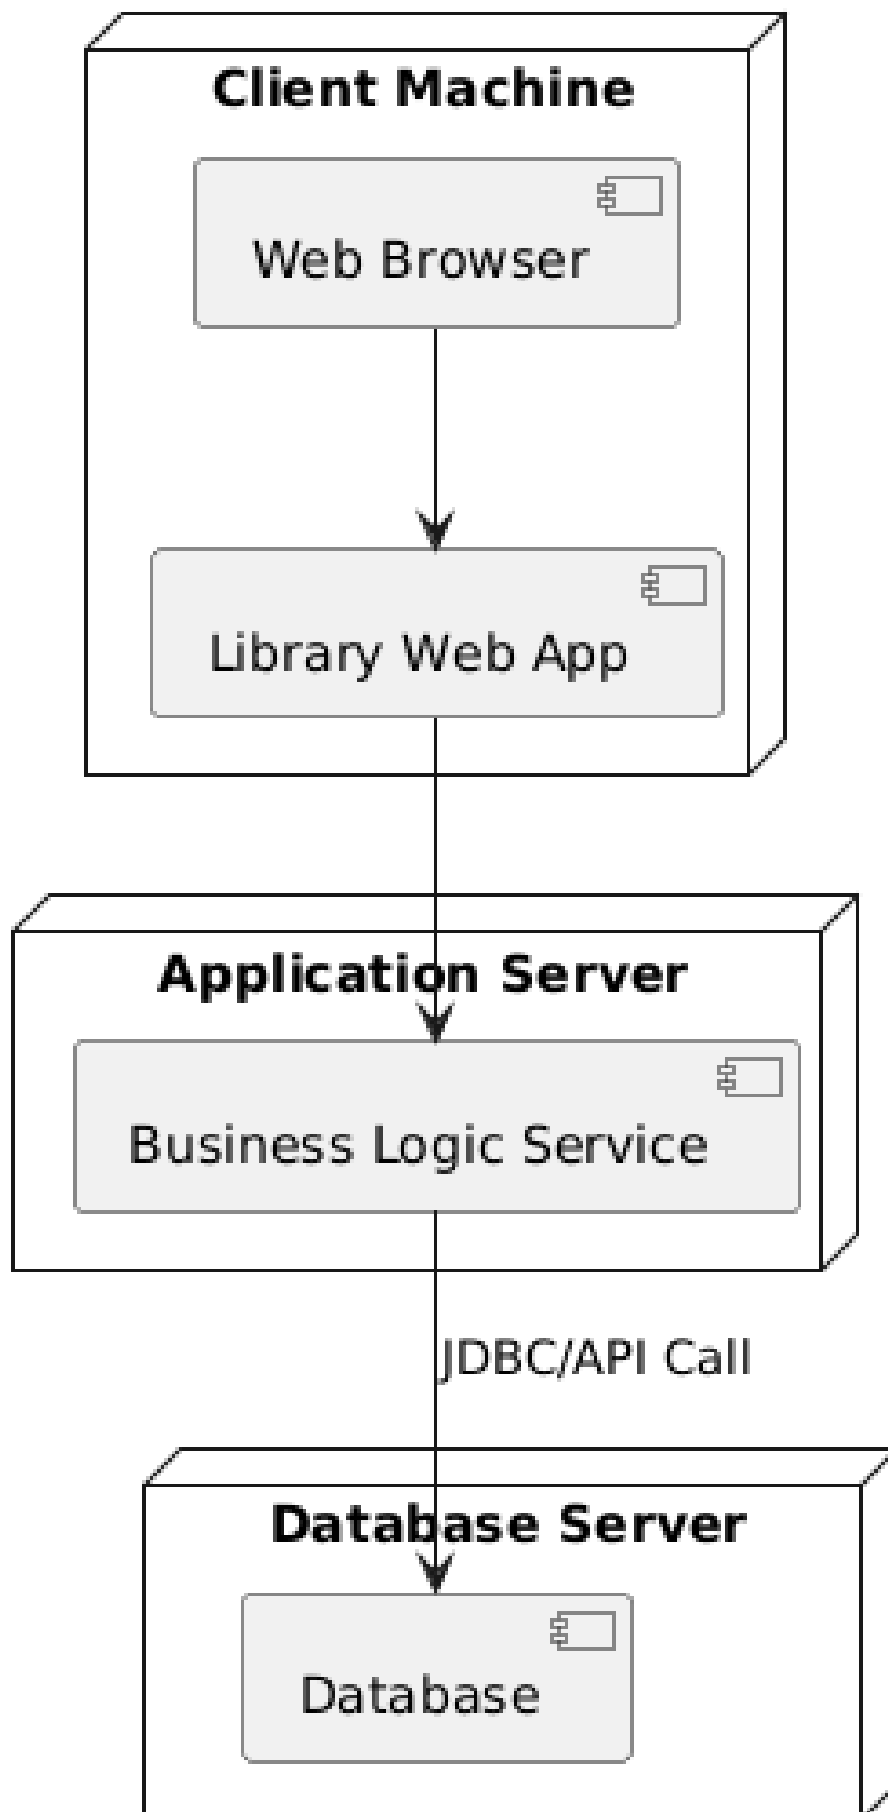 Client Machine
Web Browser
Library Web App
Application Server
Business Logic Service
JDBC/API Call
Database Server
Database